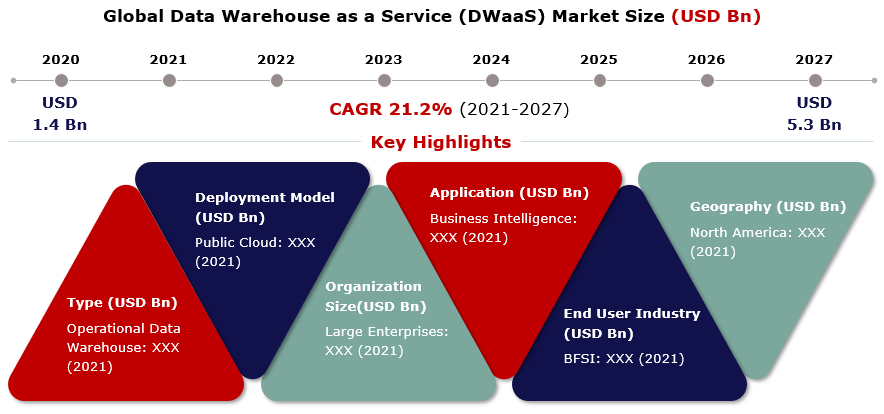 Global Data Warehouse as a Service (DWaaS) Market Size (USD Bn)
2020 2021 2022 2023 2024 2025 2026 2027
USD
1.4 Bn
CAGR 21.2% (2021-2027)
USD
5.3 Bn
Key Highlights
Type (USD Bn)
Operational Data
Warehouse: XXX
(2021)
Deployment Model
(USD Bn)
Public Cloud: XXX
(2021)
Organization
Size(USD Bn)
Large Enterprises:
XXX (2021)
Application (USD Bn)
Business Intelligence:
XXX (2021)
End User Industry
(USD Bn)
BFSI: XXX (2021)
Geography (USD Bn)
North America: XXX
(2021)